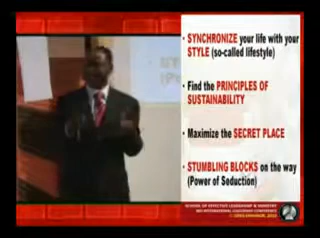 • SYNCHRONIZE your life with your
STYLE (so-called lifestyle)
• Find the PRINCIPLES OF
SUSTAINABILITY
• Maximize the SECRET PLACE
• STUMBLING BLOCKS on the way
(Power of Seduction)
SCHOOL OF EFFECTIVE LEADERSHIP & MINISTRY